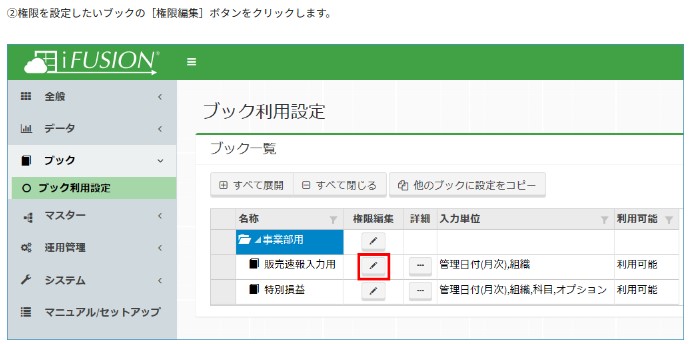 ②権限を設定したいブックの［権限編集］ボタンをクリックします。
iFUSION®
全般
データ
ブック
ブック利用設定
マスター
運用管理
システム
マニュアル/セットアップ
ブック利用設定
ブック一覧
すべて展開 すべて閉じる 他のブックに設定をコピー
名称 権限編集 詳細 入力単位 利用可能
事業部用
販売速報入力用 ... 管理日付(月次),組織 利用可能
特別損益 ... 管理日付(月次),組織,科目,オプション 利用可能